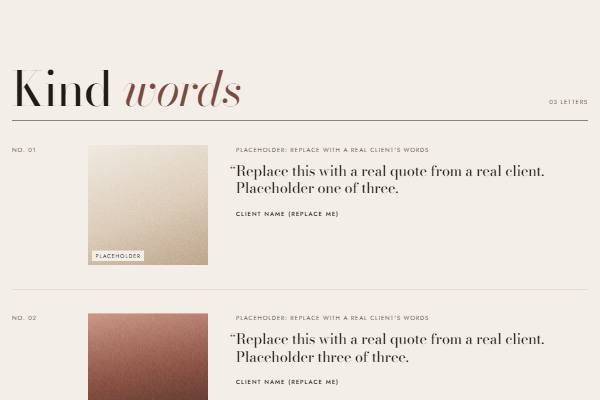 Kind words
03 LETTERS
NO. 01
PLACEHOLDER
PLACEHOLDER: REPLACE WITH A REAL CLIENT'S WORDS
“Replace this with a real quote from a real client.
Placeholder one of three.
CLIENT NAME (REPLACE ME)
NO. 02
PLACEHOLDER: REPLACE WITH A REAL CLIENT'S WORDS
“Replace this with a real quote from a real client.
Placeholder three of three.
CLIENT NAME (REPLACE ME)